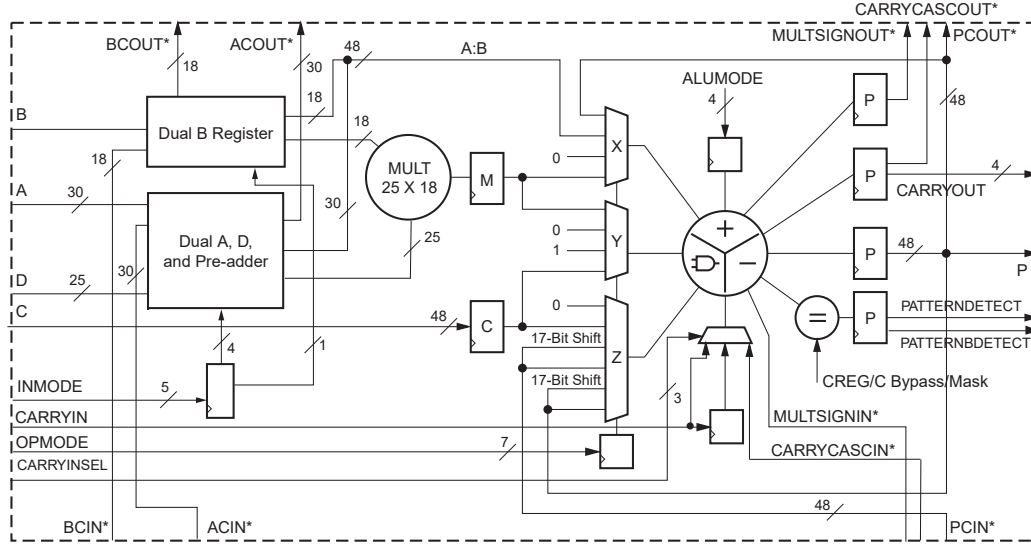 CARRYCASCOUT*
MULTSIGNOUT* PCOUT*
BCOUT* ACOUT*
18 30 48 A:B
ALUMODE
4
48
B
18
18
Dual B Register
18
30
MULT
25 X 18
M
0
X
P
P
4
CARRYOUT
A
30
Dual A, D,
and Pre-adder
30
25
0
1
Y
+
−
P
48
P
D
25
C
48
C
0
17-Bit Shift
Z
17-Bit Shift
=
P
PATTERNDETECT
PATTERNBDETECT
CREG/C Bypass/Mask
4
1
INMODE
5
3
CARRYIN
MULTSIGNIN*
OPMODE
7
CARRYCASCIN*
CARRYINSEL
48
BCIN* ACIN* PCIN*